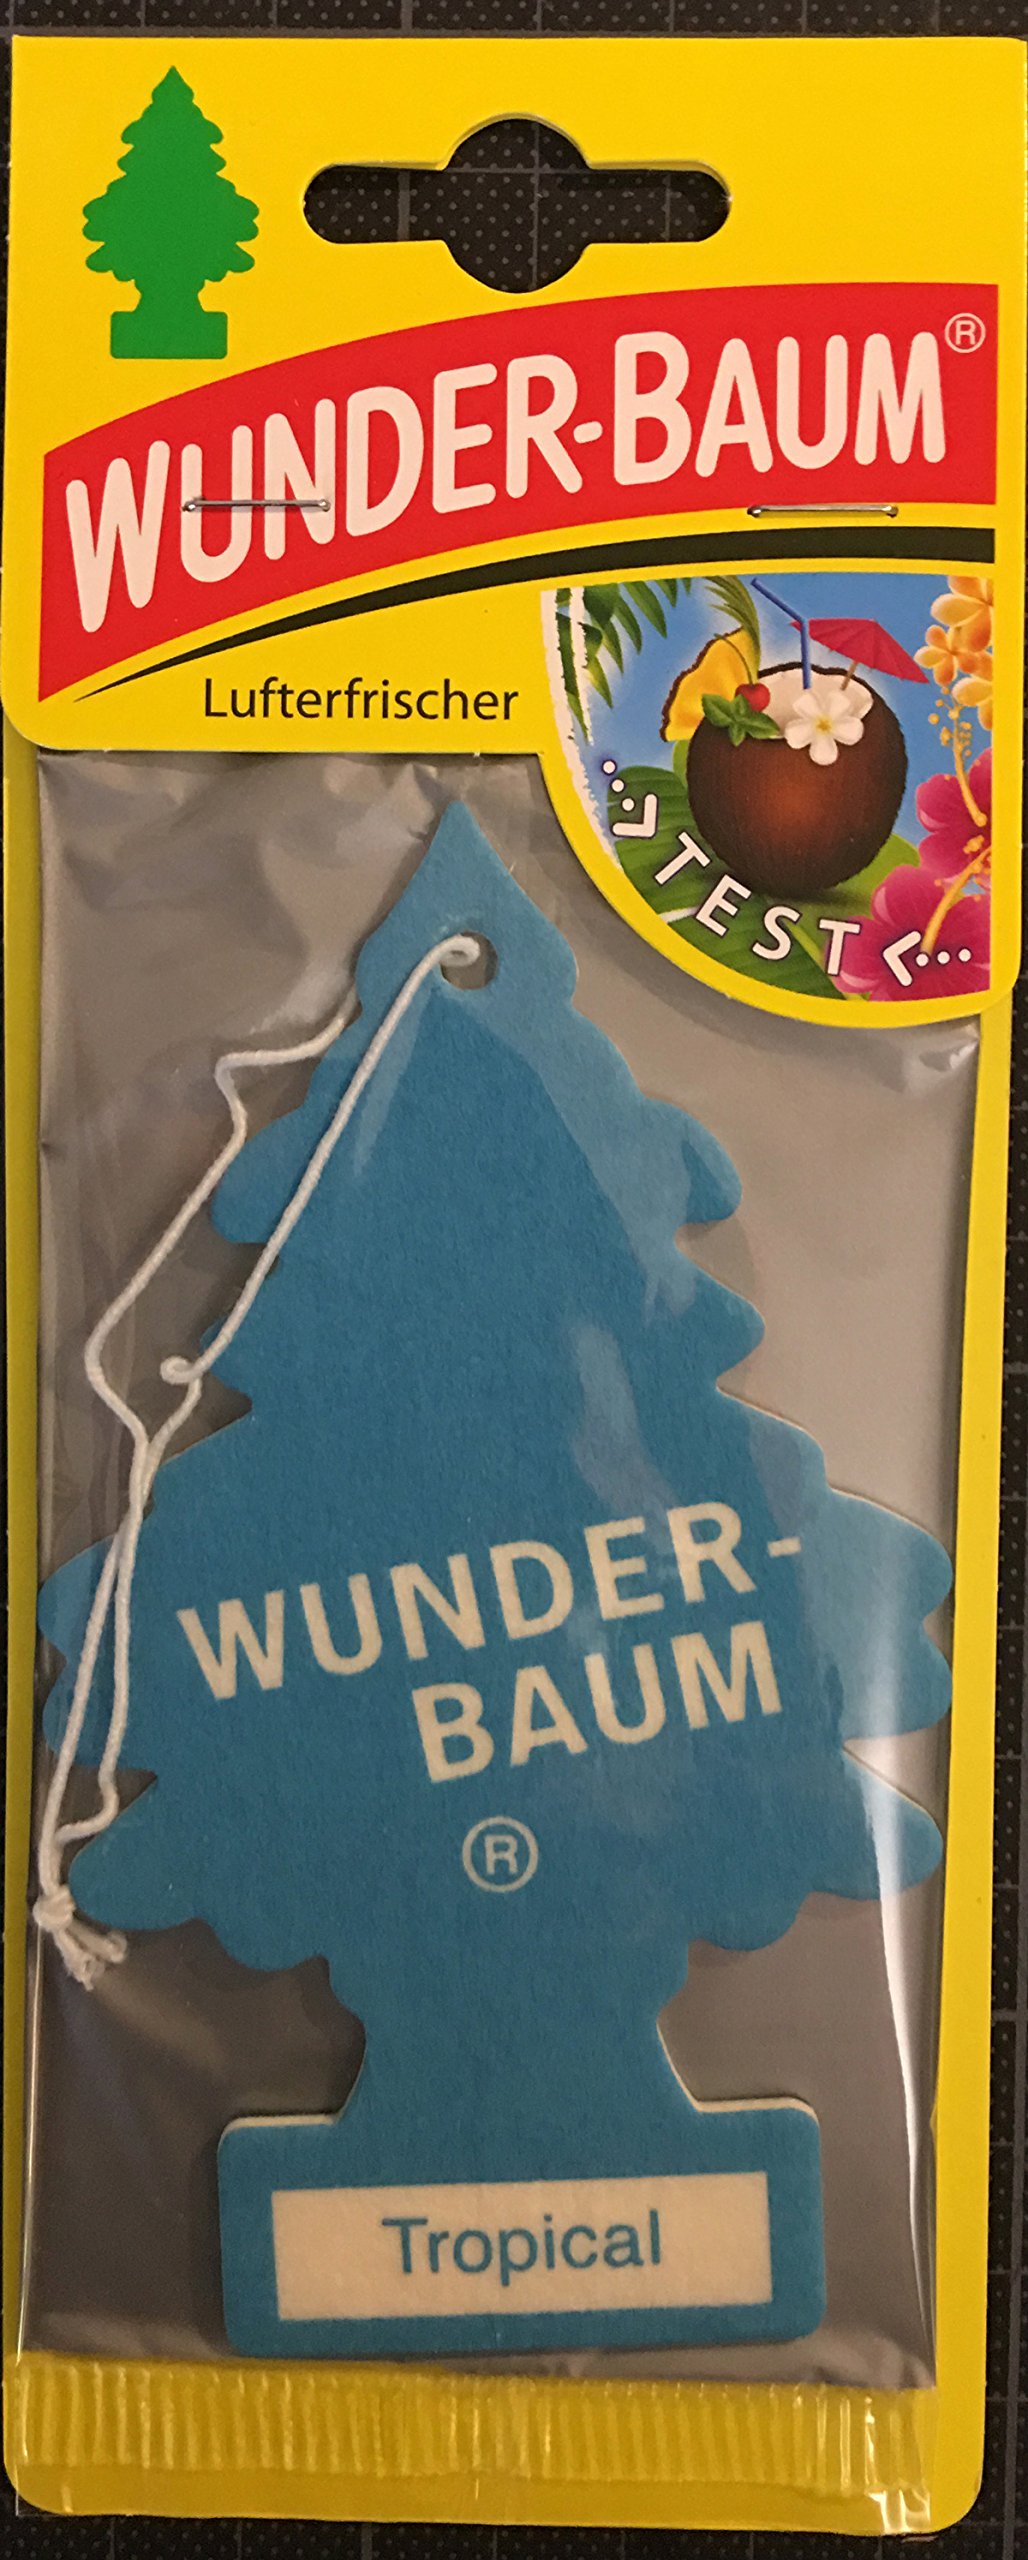 WUNDER-BAUM®
Lufterfrischer
TEST
WUNDER-
BAUM
®
Tropical